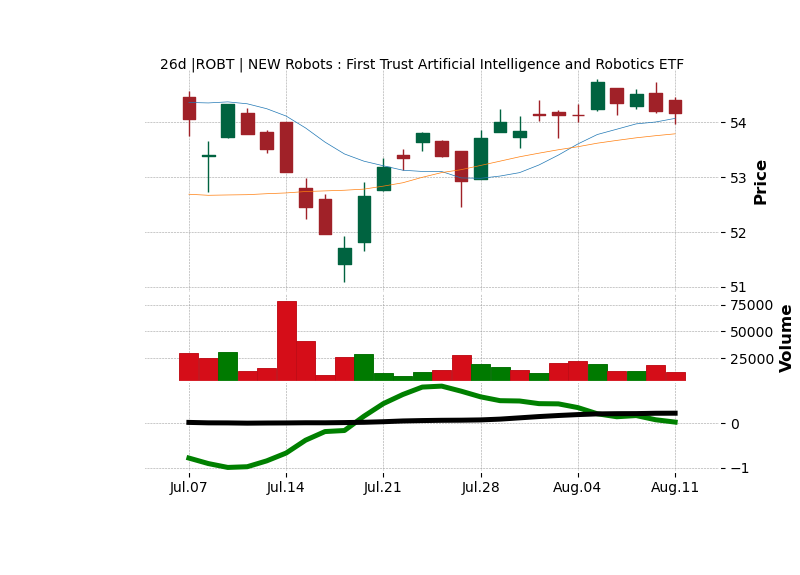 26d |ROBT | NEW Robots : First Trust Artificial Intelligence and Robotics ETF
54
53
52
51
Price
75000
50000
25000
Volume
0
−1
Jul.07 Jul.14 Jul.21 Jul.28 Aug.04 Aug.11